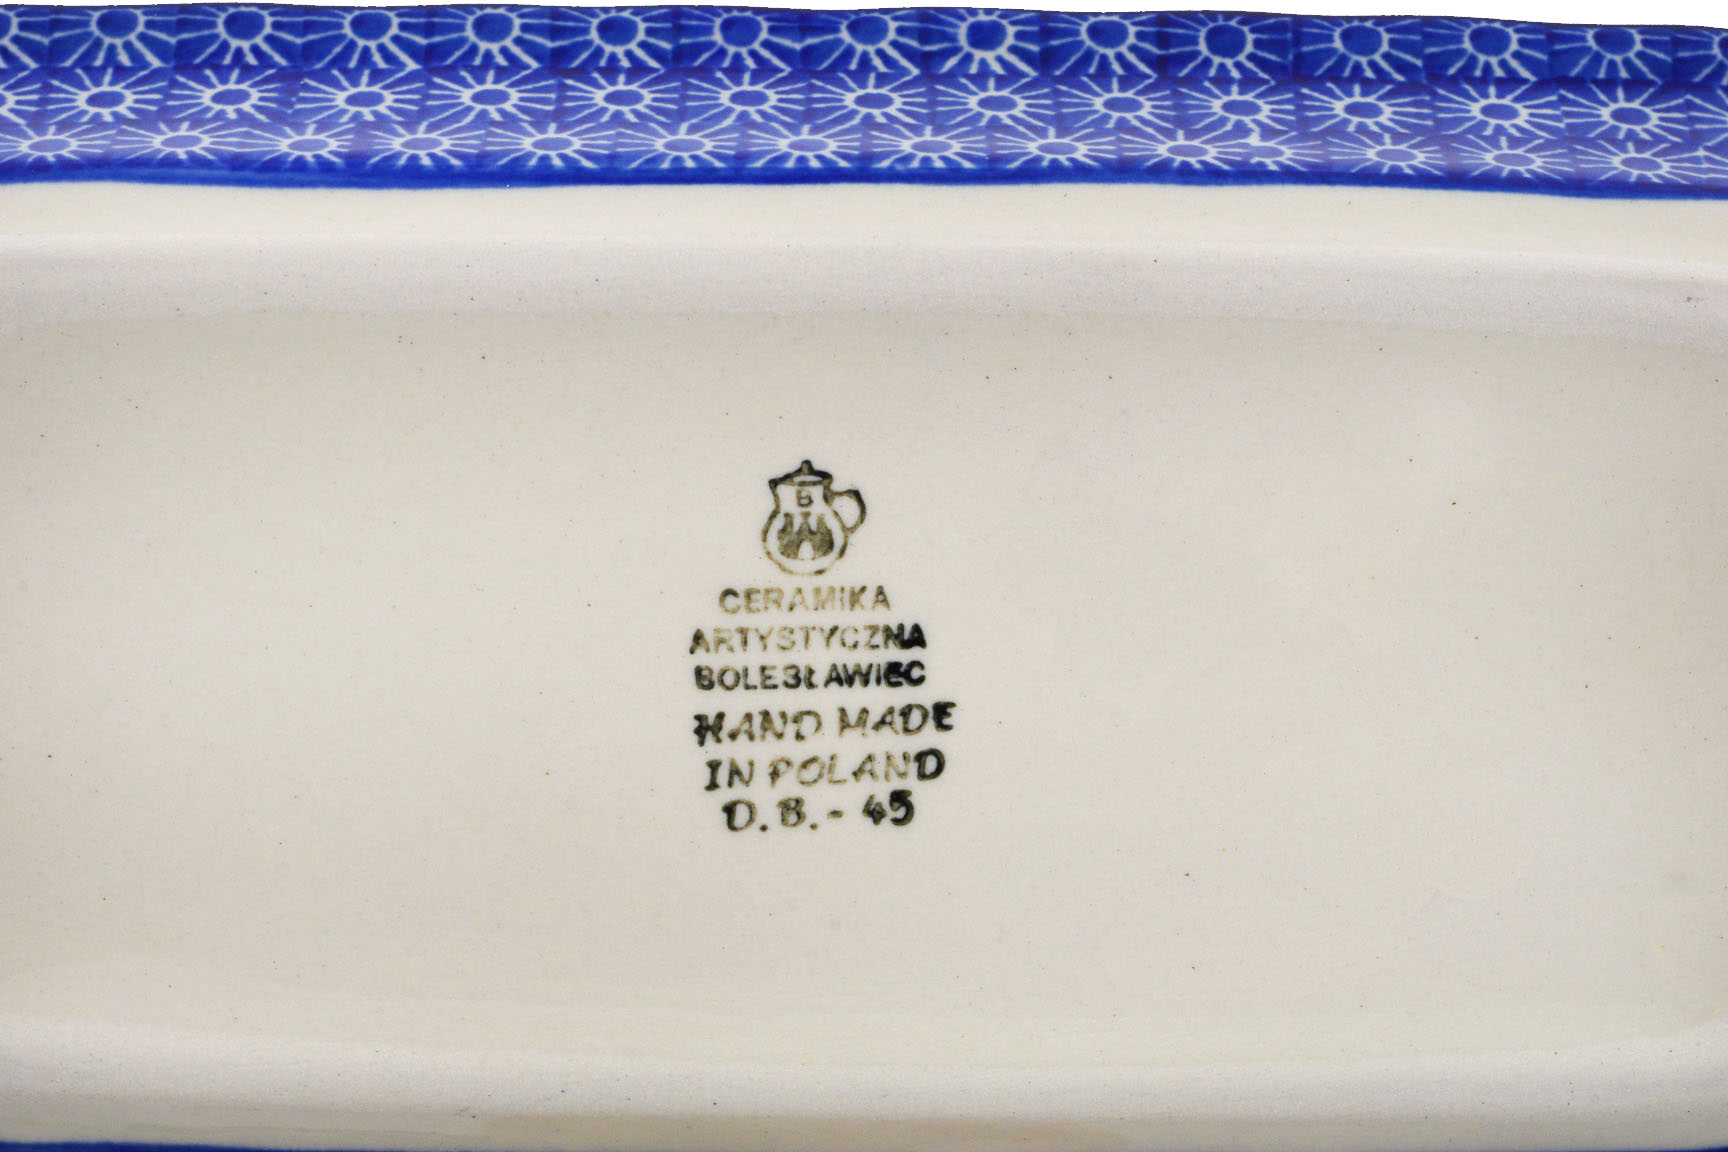 B
CERAMIKA
ARTYSTYCZNA
BOLESŁAWIEC
HAND MADE
IN POLAND
D.B.- 45